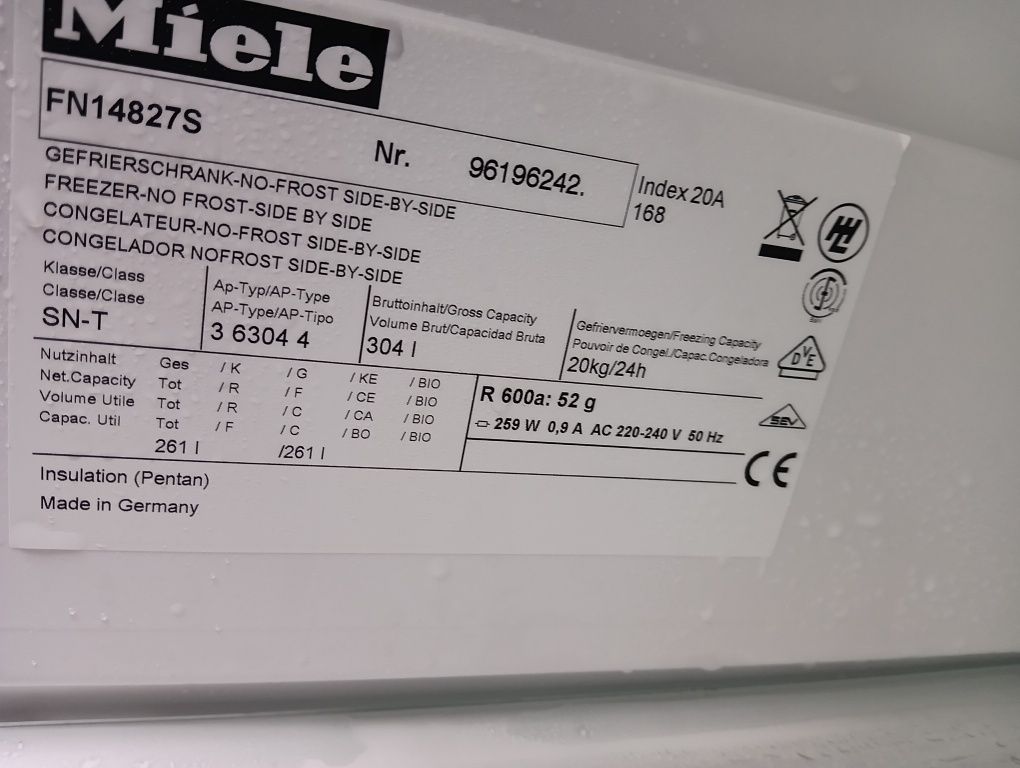 Miele
FN14827S
Nr. 96196242.
Index 20A
168
GEFRIERSCHRANK-NO-FROST SIDE-BY-SIDE
FREEZER-NO FROST-SIDE BY SIDE
CONGELATEUR-NO-FROST SIDE-BY-SIDE
CONGELADOR NOFROST SIDE-BY-SIDE
Klasse/Class
Classe/Clase
SN-T
Ap-Typ/AP-Type
AP-Type/AP-Tipo
3 6304 4
Bruttoinhalt/Gross Capacity
Volume Brut/Capacidad Bruta
304 l
Gefriervermoegen/Freezing Capacity
Pouvoir de Congel./Capac.Congeladora
20kg/24h
Nutzinhalt Ges / K / G / KE / BIO
Net.Capacity Tot / R / F / CE / BIO
Volume Utile Tot / R / C / CA / BIO
Capac. Util Tot / F / C / BO / BIO
261 l /261 l
R 600a: 52 g
259 W 0,9 A AC 220-240 V 50 Hz
DVE
SEV
CE
Insulation (Pentan)
Made in Germany